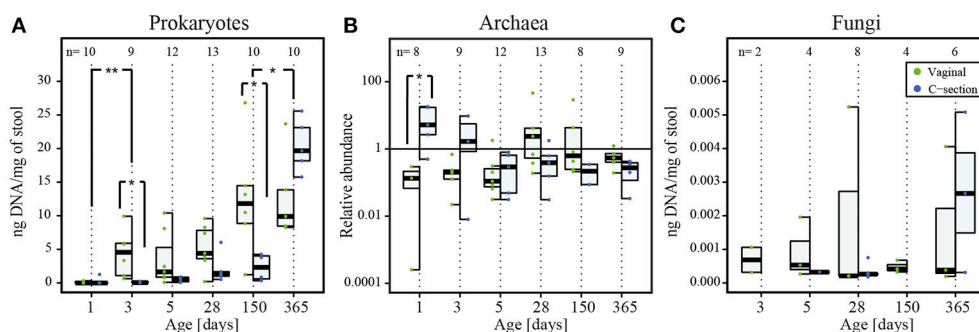 A Prokaryotes
n= 10 9 12 13 10 10
30
25
20
15
10
5
0
ng DNA/mg of stool
**
*
*
*
1 3 5 28 150 365
Age [days]
B Archaea
n= 8 9 12 13 8 9
100
1
0.01
0.0001
Relative abundance
*
1 3 5 28 150 365
Age [days]
C Fungi
n= 2 4 8 4 6
0.006
0.005
0.004
0.003
0.002
0.001
0.000
ng DNA/mg of stool
Vaginal
C-section
3 5 28 150 365
Age [days]